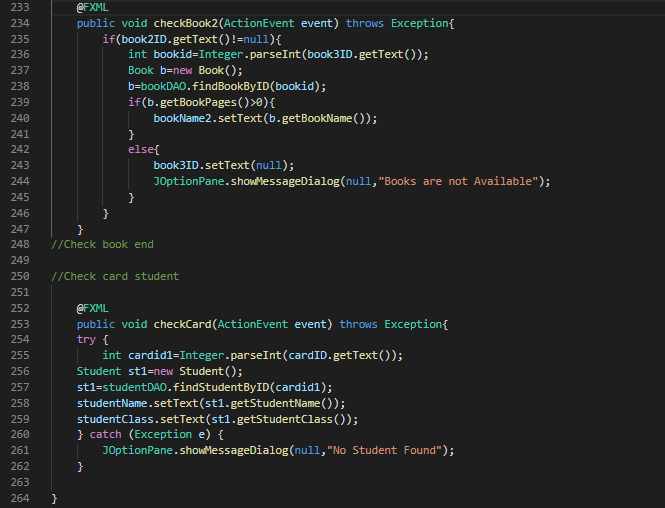 233 @FXML
234 public void checkBook2(ActionEvent event) throws Exception{
235 if(book2ID.getText()!=null){
236 int bookid=Integer.parseInt(book3ID.getText());
237 Book b=new Book();
238 b=bookDAO.findBookByID(bookid);
239 if(b.getBookPages()>0){
240 bookName2.setText(b.getBookName());
241 }
242 else{
243 book3ID.setText(null);
244 JOptionPane.showMessageDialog(null,"Books are not Available");
245 }
246 }
247 }
248 //Check book end
249
250 //Check card student
251
252 @FXML
253 public void checkCard(ActionEvent event) throws Exception{
254 try {
255 int cardid1=Integer.parseInt(cardID.getText());
256 Student st1=new Student();
257 st1=studentDAO.findStudentByID(cardid1);
258 studentName.setText(st1.getStudentName());
259 studentClass.setText(st1.getStudentClass());
260 } catch (Exception e) {
261 JOptionPane.showMessageDialog(null,"No Student Found");
262 }
263
264 }